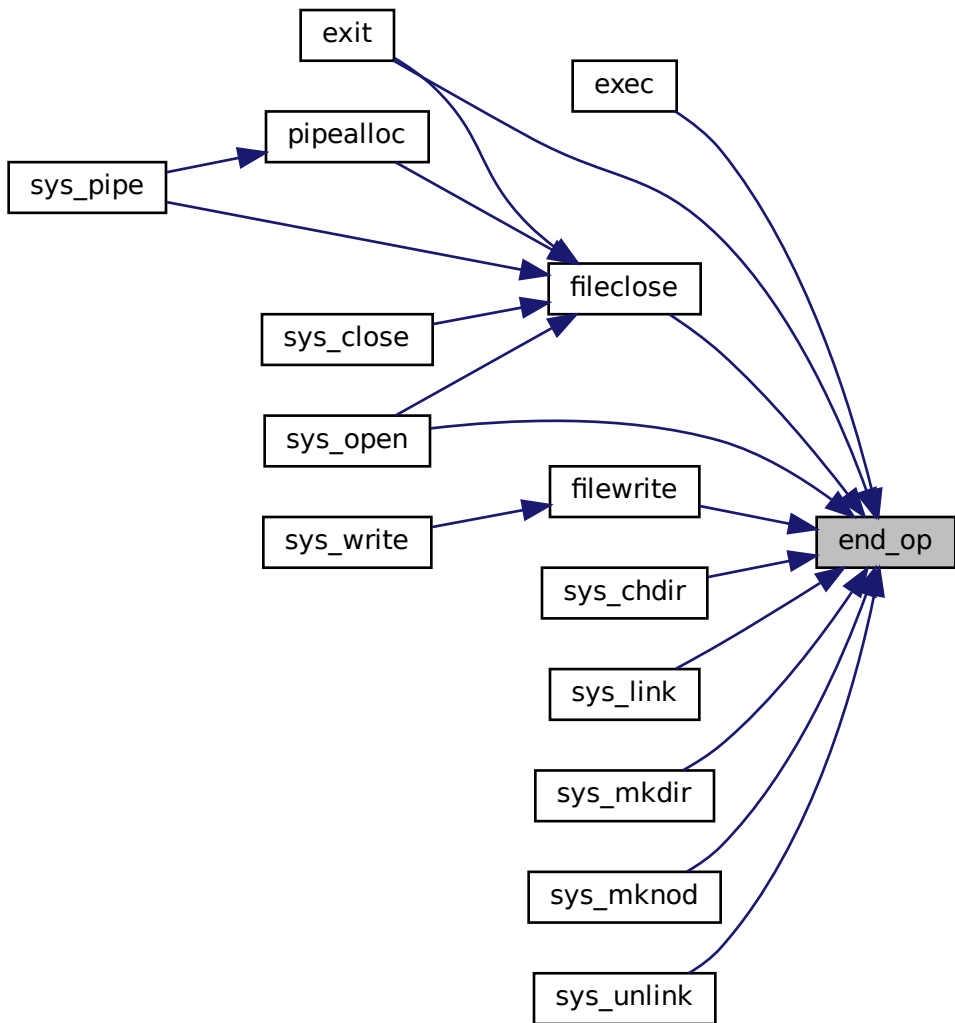 exit
exec
pipealloc
sys_pipe
fileclose
sys_close
sys_open
filewrite
sys_write
end_op
sys_chdir
sys_link
sys_mkdir
sys_mknod
sys_unlink